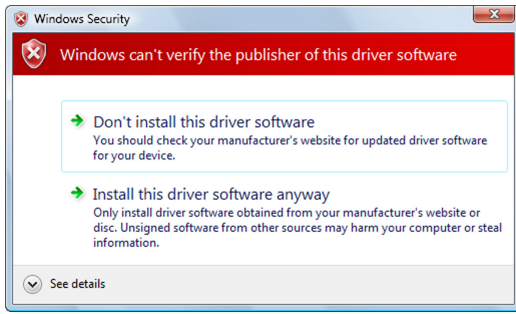 Windows Security
Windows can't verify the publisher of this driver software
Don't install this driver software
You should check your manufacturer's website for updated driver software
for your device.
Install this driver software anyway
Only install driver software obtained from your manufacturer's website or
disc. Unsigned software from other sources may harm your computer or steal
information.
See details